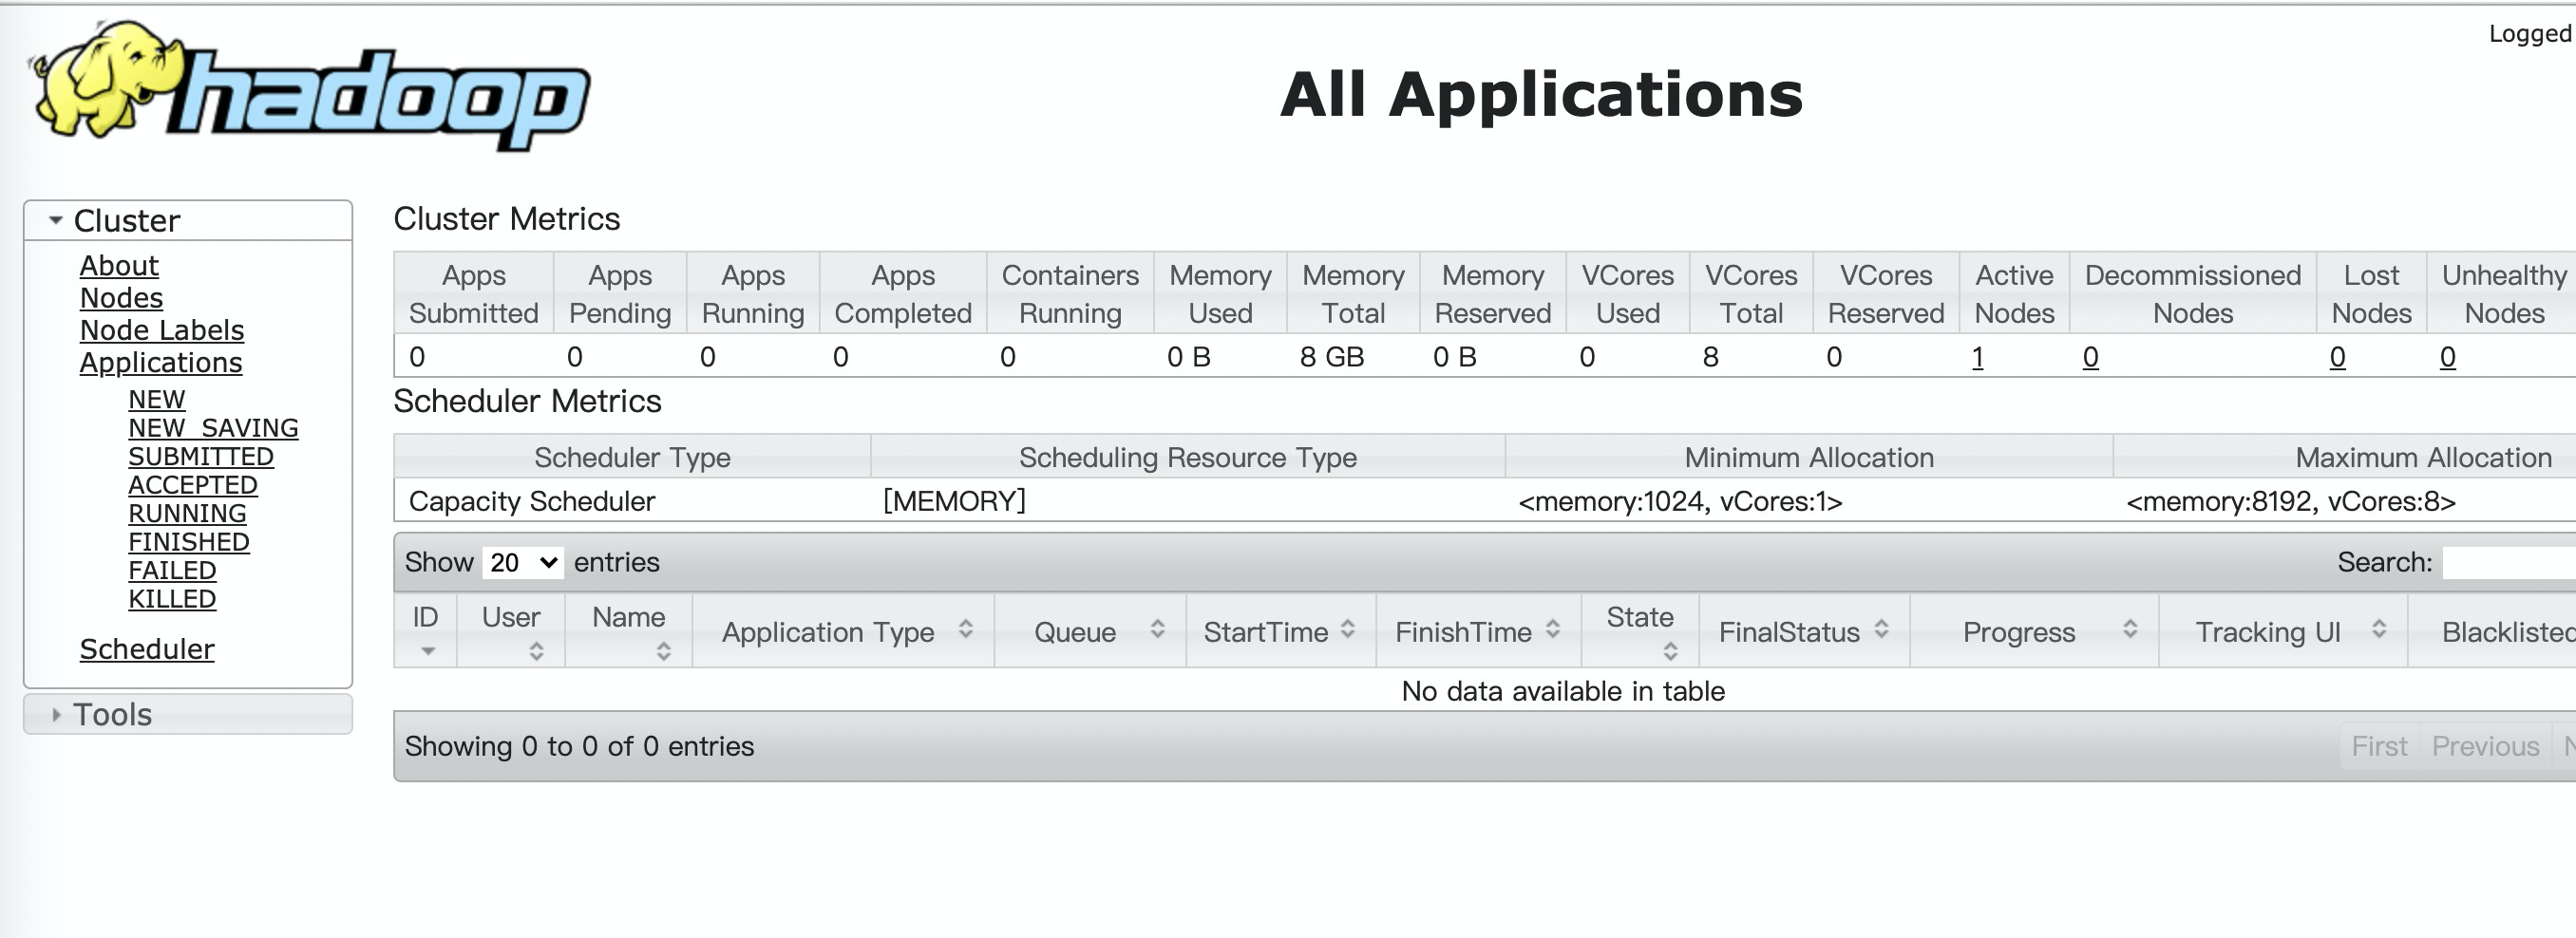 hadoop
Logged
All Applications
Cluster
About
Nodes
Node Labels
Applications
NEW
NEW_SAVING
SUBMITTED
ACCEPTED
RUNNING
FINISHED
FAILED
KILLED
Scheduler
Tools
Cluster Metrics
Apps Submitted Apps Pending Apps Running Apps Completed Containers Running Memory Used Memory Total Memory Reserved VCores Used VCores Total VCores Reserved Active Nodes Decommissioned Nodes Lost Nodes Unhealthy Nodes
0 0 0 0 0 0 B 8 GB 0 B 0 8 0 1 0 0 0
Scheduler Metrics
Scheduler Type Scheduling Resource Type Minimum Allocation Maximum Allocation
Capacity Scheduler [MEMORY] <memory:1024, vCores:1> <memory:8192, vCores:8>
Show 20 entries Search:
ID User Name Application Type Queue StartTime FinishTime State FinalStatus Progress Tracking UI Blacklisted
No data available in table
Showing 0 to 0 of 0 entries First Previous